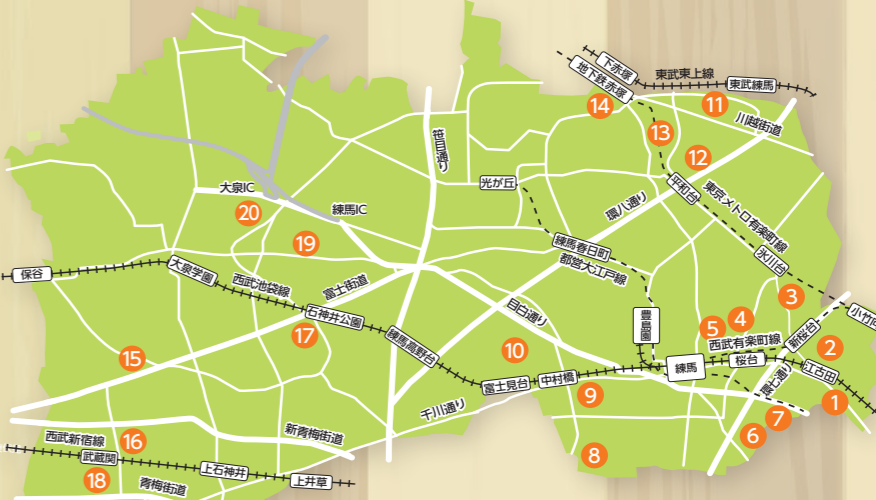 下赤塚
地下鉄赤塚
東武東上線
東武練馬
14
11
川越街道
13
12
笹目通り
平和台
東京メトロ有楽町線
光が丘
環八通り
大泉IC
練馬IC
20
19
練馬春日町
都営大江戸線
氷川台
保谷
大泉学園
西武池袋線
富士街道
石神井公園
17
目白通り
豊島園
3
小竹向
5
4
新桜台
西武有楽町線
2
練馬高野台
10
15
富士見台
中村橋
練馬
桜台
江古田
環七通り
9
1
千川通り
7
6
西武新宿線
16
新青梅街道
武蔵関
8
上石神井
18
上井草
青梅街道